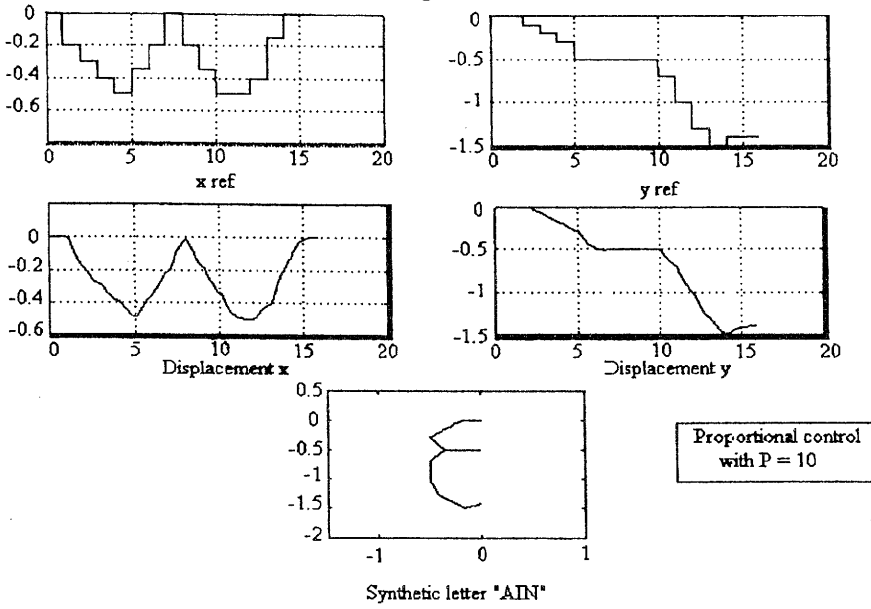 0
-0.2
-0.4
-0.6
0 5 10 15 20
x ref
0
-0.5
-1
-1.5
0 5 10 15 20
y ref
0
-0.2
-0.4
-0.6
0 5 10 15 20
Displacement x
0
-0.5
-1
-1.5
0 5 10 15 20
Displacement y
0.5
0
-0.5
-1
-1.5
-2
-1 0 1
Proportional control
with P = 10
Synthetic letter "AIN"